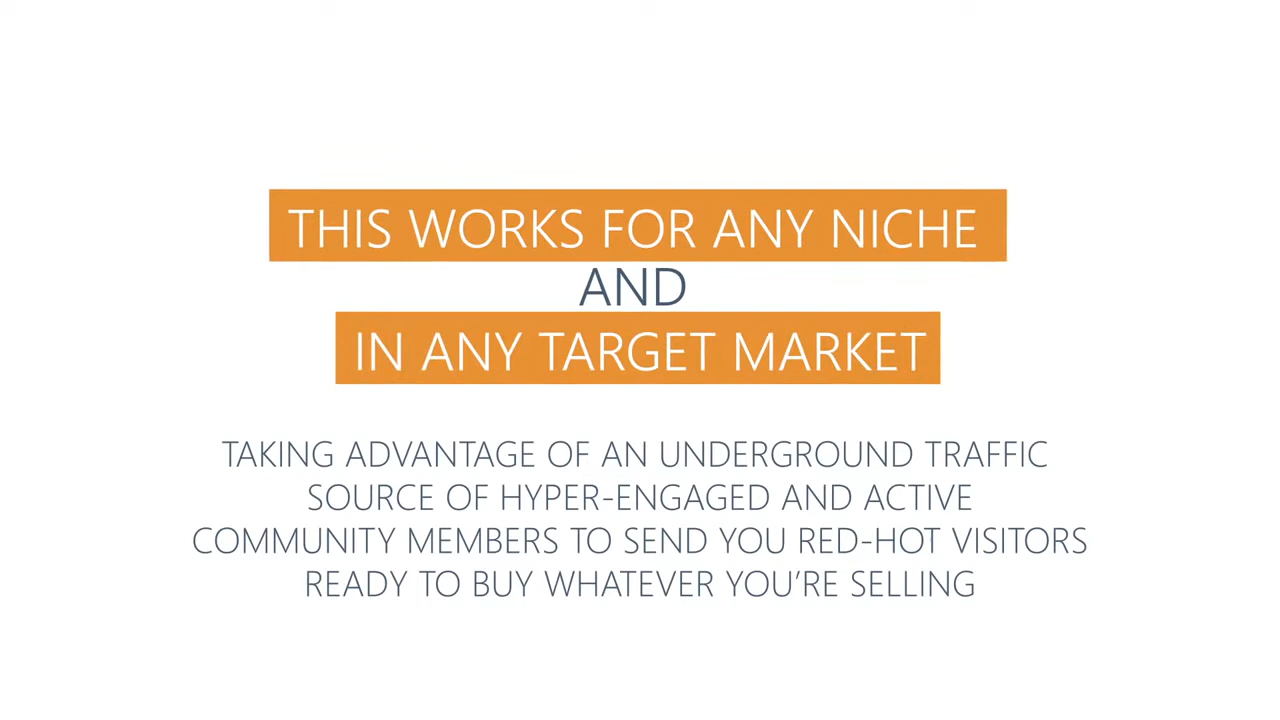 THIS WORKS FOR ANY NICHE
AND
IN ANY TARGET MARKET
TAKING ADVANTAGE OF AN UNDERGROUND TRAFFIC
SOURCE OF HYPER-ENGAGED AND ACTIVE
COMMUNITY MEMBERS TO SEND YOU RED-HOT VISITORS
READY TO BUY WHATEVER YOU’RE SELLING